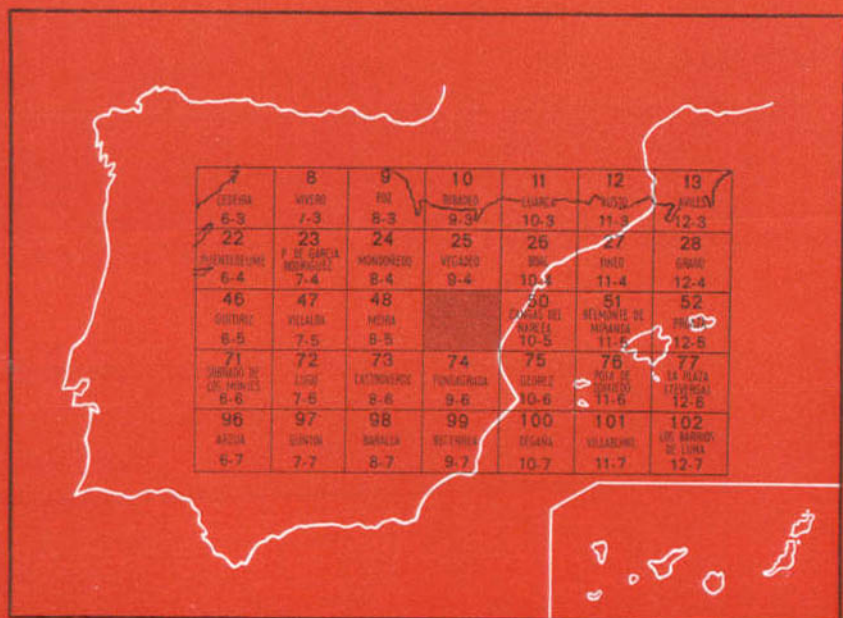 7 8 9 10 11 12 13
CEDEIRA VIVERO FOZ RIBADEO LUARCA BUSTO AVILES
6-3 7-3 8-3 9-3 10-3 11-3 12-3
22 23 24 25 26 27 28
PUENTEDEUME P. DE GARCIA RODRIGUEZ MONDOÑEDO VEGADEO BOAL TINEO GRADO
6-4 7-4 8-4 9-4 10-4 11-4 12-4
46 47 48 50 51 52
GUITIRIZ VILLALBA MEIRA CANGAS DEL NARCEA BELMONTE DE MIRANDA PROAZA
6-5 7-5 8-5 10-5 11-5 12-5
71 72 73 74 75 76 77
SOBRADO DE LOS MONJES LUGO CASTROVERDE FONSAGRADA GEDREZ POLA DE SOMIEDO LA PLAZA (TEVERGA)
6-6 7-6 8-6 9-6 10-6 11-6 12-6
96 97 98 99 100 101 102
ARZUA GUNTIN BARALLA BECERREA DEGAÑA VILLABLINO LOS BARRIOS DE LUNA
6-7 7-7 8-7 9-7 10-7 11-7 12-7